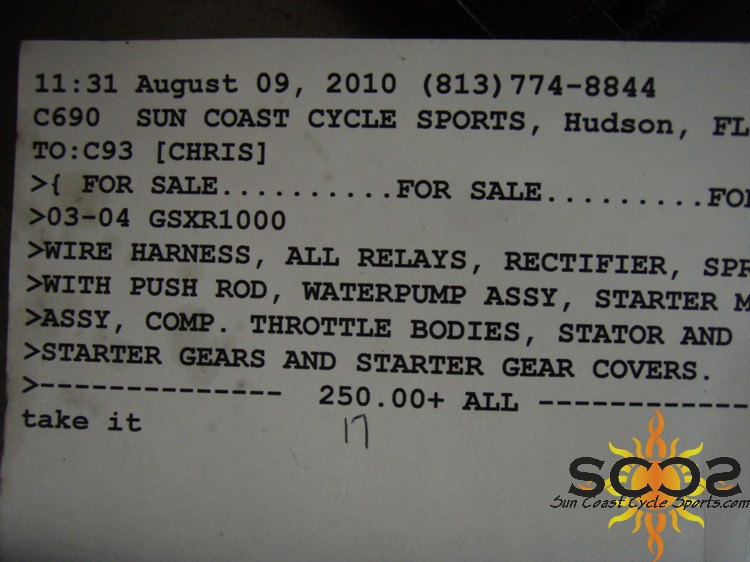 11:31 August 09, 2010 (813)774-8844
C690 SUN COAST CYCLE SPORTS, Hudson, FL
TO:C93 [CHRIS]
>{ FOR SALE..........FOR SALE.........FOR
>03-04 GSXR1000
>WIRE HARNESS, ALL RELAYS, RECTIFIER, SPR
>WITH PUSH ROD, WATERPUMP ASSY, STARTER M
>ASSY, COMP. THROTTLE BODIES, STATOR AND
>STARTER GEARS AND STARTER GEAR COVERS.
>-------------- 250.00+ ALL -------------
take it
17
SCCS
Sun Coast Cycle Sports.com